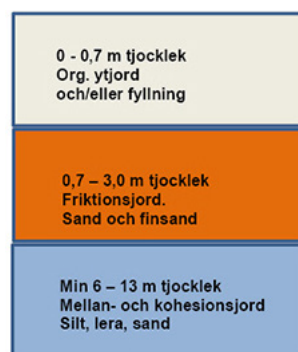 0 - 0,7 m tjocklek
Org. ytjord
och/eller fyllning
0,7 – 3,0 m tjocklek
Friktionsjord.
Sand och finsand
Min 6 – 13 m tjocklek
Mellan- och kohesionsjord
Silt, lera, sand